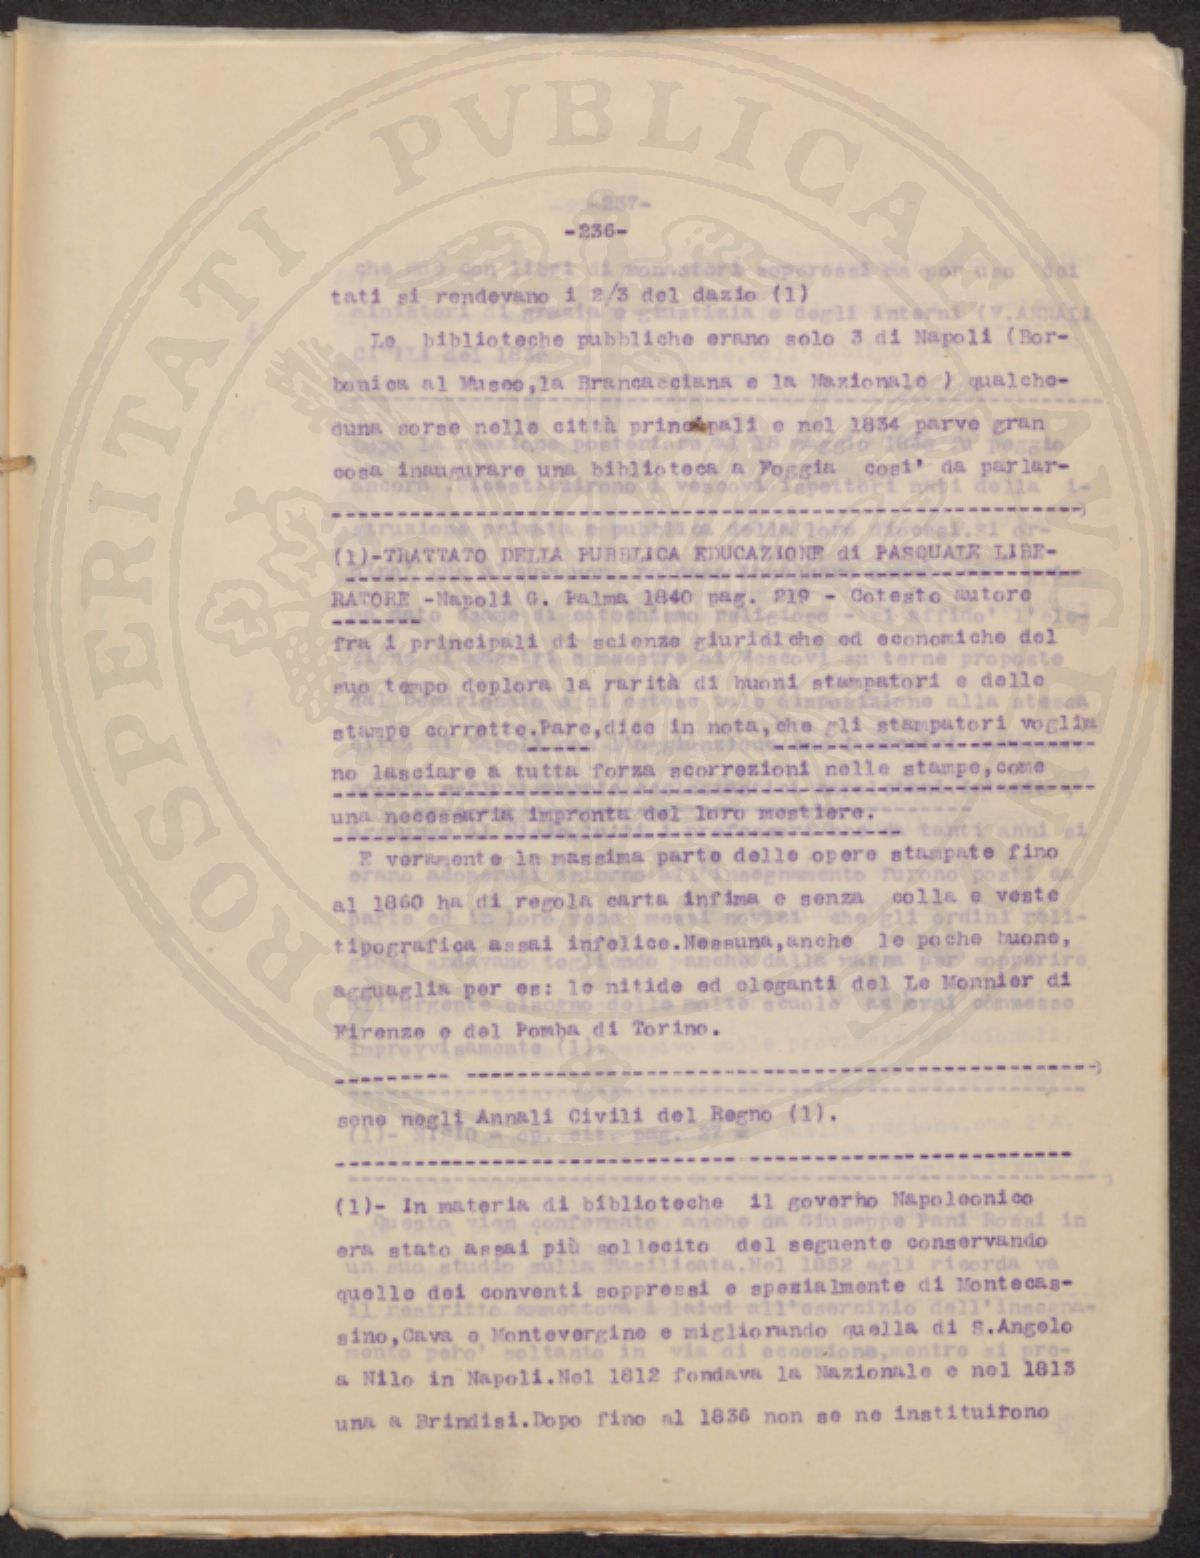 PROSPERITATI PVBLICAE AVGENDAE
-236-
tati si rendevano i 2/3 del dazio (1)
Le biblioteche pubbliche erano solo 3 di Napoli (Bor-
bonica al Museo,la Brancacciana e la Nazionale ) qualche-
duna sorse nelle città principali e nel 1834 parve gran
cosa inaugurare una biblioteca a Foggia cosi' da parlar-
(1)-TRATTATO DELLA PUBBLICA EDUCAZIONE di PASQUALE LIBE-
RATORE -Napoli G. Palma 1840 pag. 219 - Cotesto autore
fra i principali di scienze giuridiche ed economiche del
suo tempo deplora la rarità di buoni stampatori e delle
stampe corrette.Pare,dice in nota,che gli stampatori voglia
no lasciare a tutta forza scorrezioni nelle stampe,come
una necessaria impronta del loro mestiere.
E veramente la massima parte delle opere stampate fino
al 1860 ha di regola carta infima e senza colla e veste
tipografica assai infelice.Nessuna,anche le poche buone,
agguaglia per es: le nitide ed eleganti del Le Monnier di
Firenze e del Pomba di Torino.
sene negli Annali Civili del Regno (1).
(1)- In materia di biblioteche il governo Napoleonico
era stato assai più sollecito del seguente conservando
quelle dei conventi soppressi e spezialmente di Montecas-
sino,Cava e Montevergine e migliorando quella di S.Angelo
a Nilo in Napoli.Nel 1812 fondava la Nazionale e nel 1813
una a Brindisi.Dopo fino al 1836 non se ne instituirono